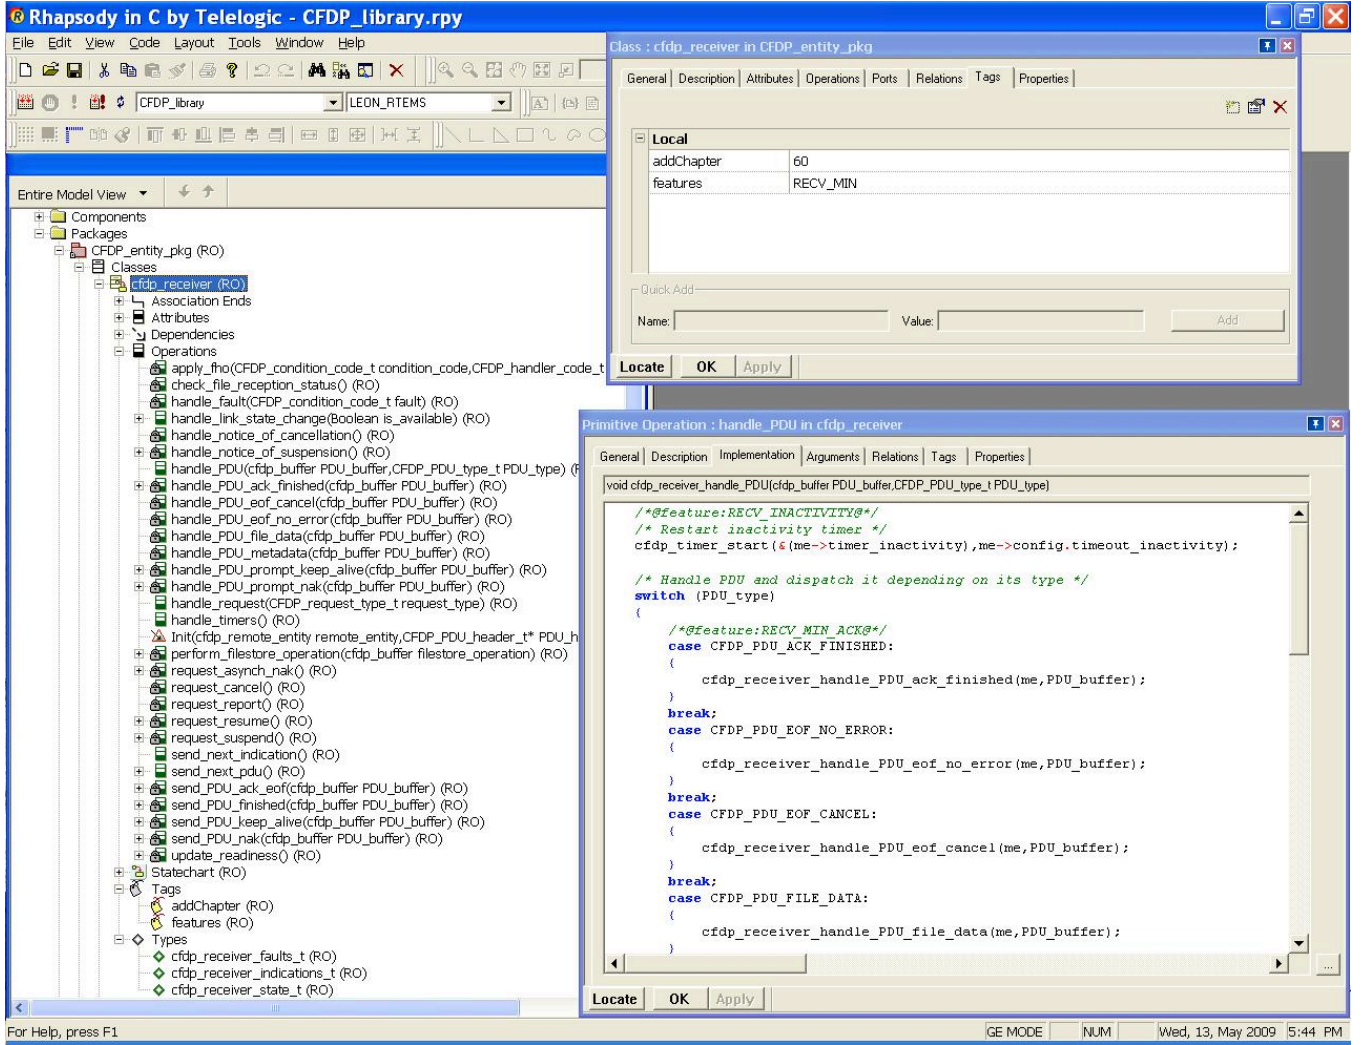 Rhapsody in C by Telelogic - CFDP_library.rpy
File Edit View Code Layout Tools Window Help
CFDP_library LEON_RTEMS
Entire Model View
Components
Packages
CFDP_entity_pkg (RO)
Classes
cfdp_receiver (RO)
Association Ends
Attributes
Dependencies
Operations
apply_fho(CFDP_condition_code_t condition_code,CFDP_handler_code_t
check_file_reception_status() (RO)
handle_fault(CFDP_condition_code_t fault) (RO)
handle_link_state_change(Boolean is_available) (RO)
handle_notice_of_cancellation() (RO)
handle_notice_of_suspension() (RO)
handle_PDU(cfdp_buffer PDU_buffer,CFDP_PDU_type_t PDU_type) (F
handle_PDU_ack_finished(cfdp_buffer PDU_buffer) (RO)
handle_PDU_eof_cancel(cfdp_buffer PDU_buffer) (RO)
handle_PDU_eof_no_error(cfdp_buffer PDU_buffer) (RO)
handle_PDU_file_data(cfdp_buffer PDU_buffer) (RO)
handle_PDU_metadata(cfdp_buffer PDU_buffer) (RO)
handle_PDU_prompt_keep_alive(cfdp_buffer PDU_buffer) (RO)
handle_PDU_prompt_nak(cfdp_buffer PDU_buffer) (RO)
handle_request(CFDP_request_type_t request_type) (RO)
handle_timers() (RO)
Init(cfdp_remote_entity remote_entity,CFDP_PDU_header_t* PDU_h
perform_filestore_operation(cfdp_buffer filestore_operation) (RO)
request_asynch_nak() (RO)
request_cancel() (RO)
request_report() (RO)
request_resume() (RO)
request_suspend() (RO)
send_next_indication() (RO)
send_next_pdu() (RO)
send_PDU_ack_eof(cfdp_buffer PDU_buffer) (RO)
send_PDU_finished(cfdp_buffer PDU_buffer) (RO)
send_PDU_keep_alive(cfdp_buffer PDU_buffer) (RO)
send_PDU_nak(cfdp_buffer PDU_buffer) (RO)
update_readiness() (RO)
Statechart (RO)
Tags
addChapter (RO)
features (RO)
Types
cfdp_receiver_faults_t (RO)
cfdp_receiver_indications_t (RO)
cfdp_receiver_state_t (RO)
Class : cfdp_receiver in CFDP_entity_pkg
General Description Attributes Operations Ports Relations Tags Properties
Local
addChapter 60
features RECV_MIN
Quick Add
Name: Value: Add
Locate OK Apply
Primitive Operation : handle_PDU in cfdp_receiver
General Description Implementation Arguments Relations Tags Properties
void cfdp_receiver_handle_PDU(cfdp_buffer PDU_buffer,CFDP_PDU_type_t PDU_type)
/*@feature:RECV_INACTIVITY@*/
/* Restart inactivity timer */
cfdp_timer_start(&(me->timer_inactivity),me->config.timeout_inactivity);
/* Handle PDU and dispatch it depending on its type */
switch (PDU_type)
{
/*@feature:RECV_MIN_ACK@*/
case CFDP_PDU_ACK_FINISHED:
{
cfdp_receiver_handle_PDU_ack_finished(me,PDU_buffer);
}
break;
case CFDP_PDU_EOF_NO_ERROR:
{
cfdp_receiver_handle_PDU_eof_no_error(me,PDU_buffer);
}
break;
case CFDP_PDU_EOF_CANCEL:
{
cfdp_receiver_handle_PDU_eof_cancel(me,PDU_buffer);
}
break;
case CFDP_PDU_FILE_DATA:
{
cfdp_receiver_handle_PDU_file_data(me,PDU_buffer);
}
...
Locate OK Apply
For Help, press F1
GE MODE NUM Wed, 13, May 2009 5:44 PM